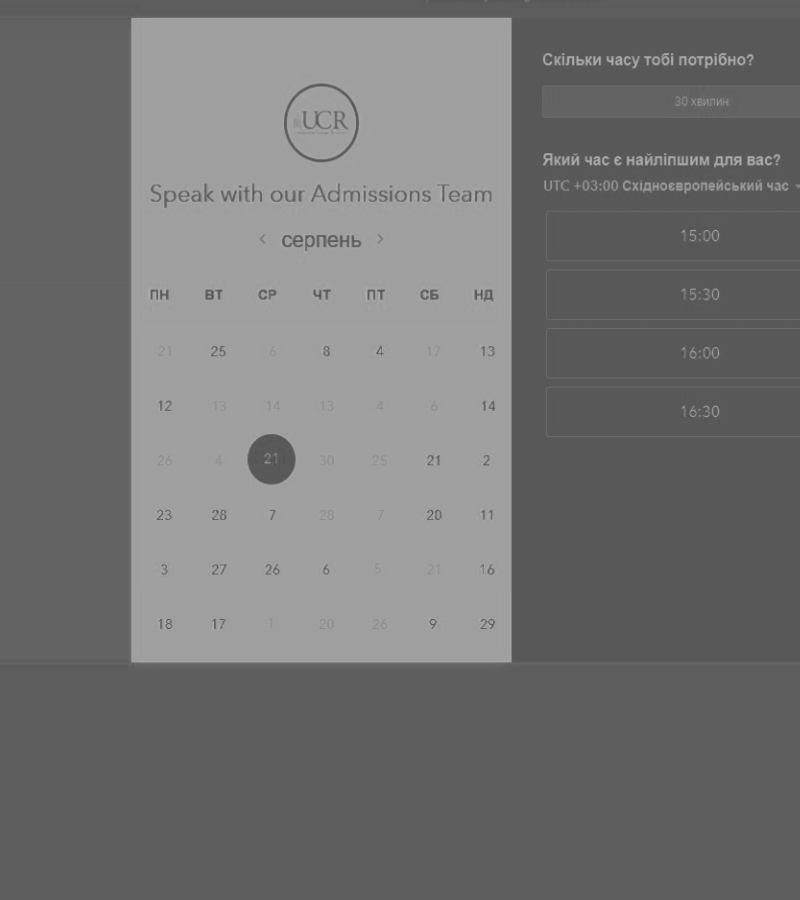 UCR
Speak with our Admissions Team
< серпень >
ПН ВТ СР ЧТ ПТ СБ НД
21 25 6 8 4 17 13
12 13 14 13 4 6 14
26 4 21 30 25 21 2
23 28 7 28 7 20 11
3 27 26 6 5 21 16
18 17 1 20 26 9 29
Скільки часу тобі потрібно?
30 хвилин
Який час є найліпшим для вас?
UTC +03:00 Східноєвропейський час
15:00
15:30
16:00
16:30